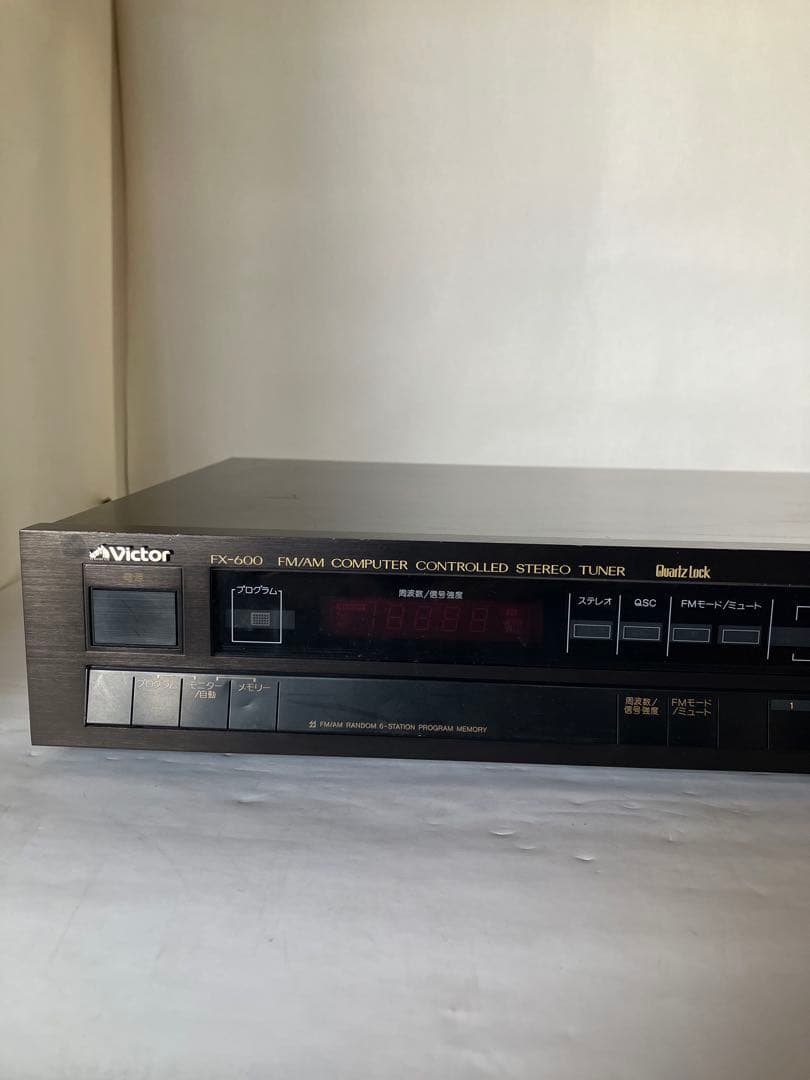 Victor
FX-600 FM/AM COMPUTER CONTROLLED STEREO TUNER
Quartz Lock
電源
プログラム
周波数/信号強度
ステレオ
QSC
FMモード/ミュート
プログラム
モニター
/自動
メモリー
FM/AM RANDOM 6-STATION PROGRAM MEMORY
周波数/
信号強度
FMモード
/ミュート
1